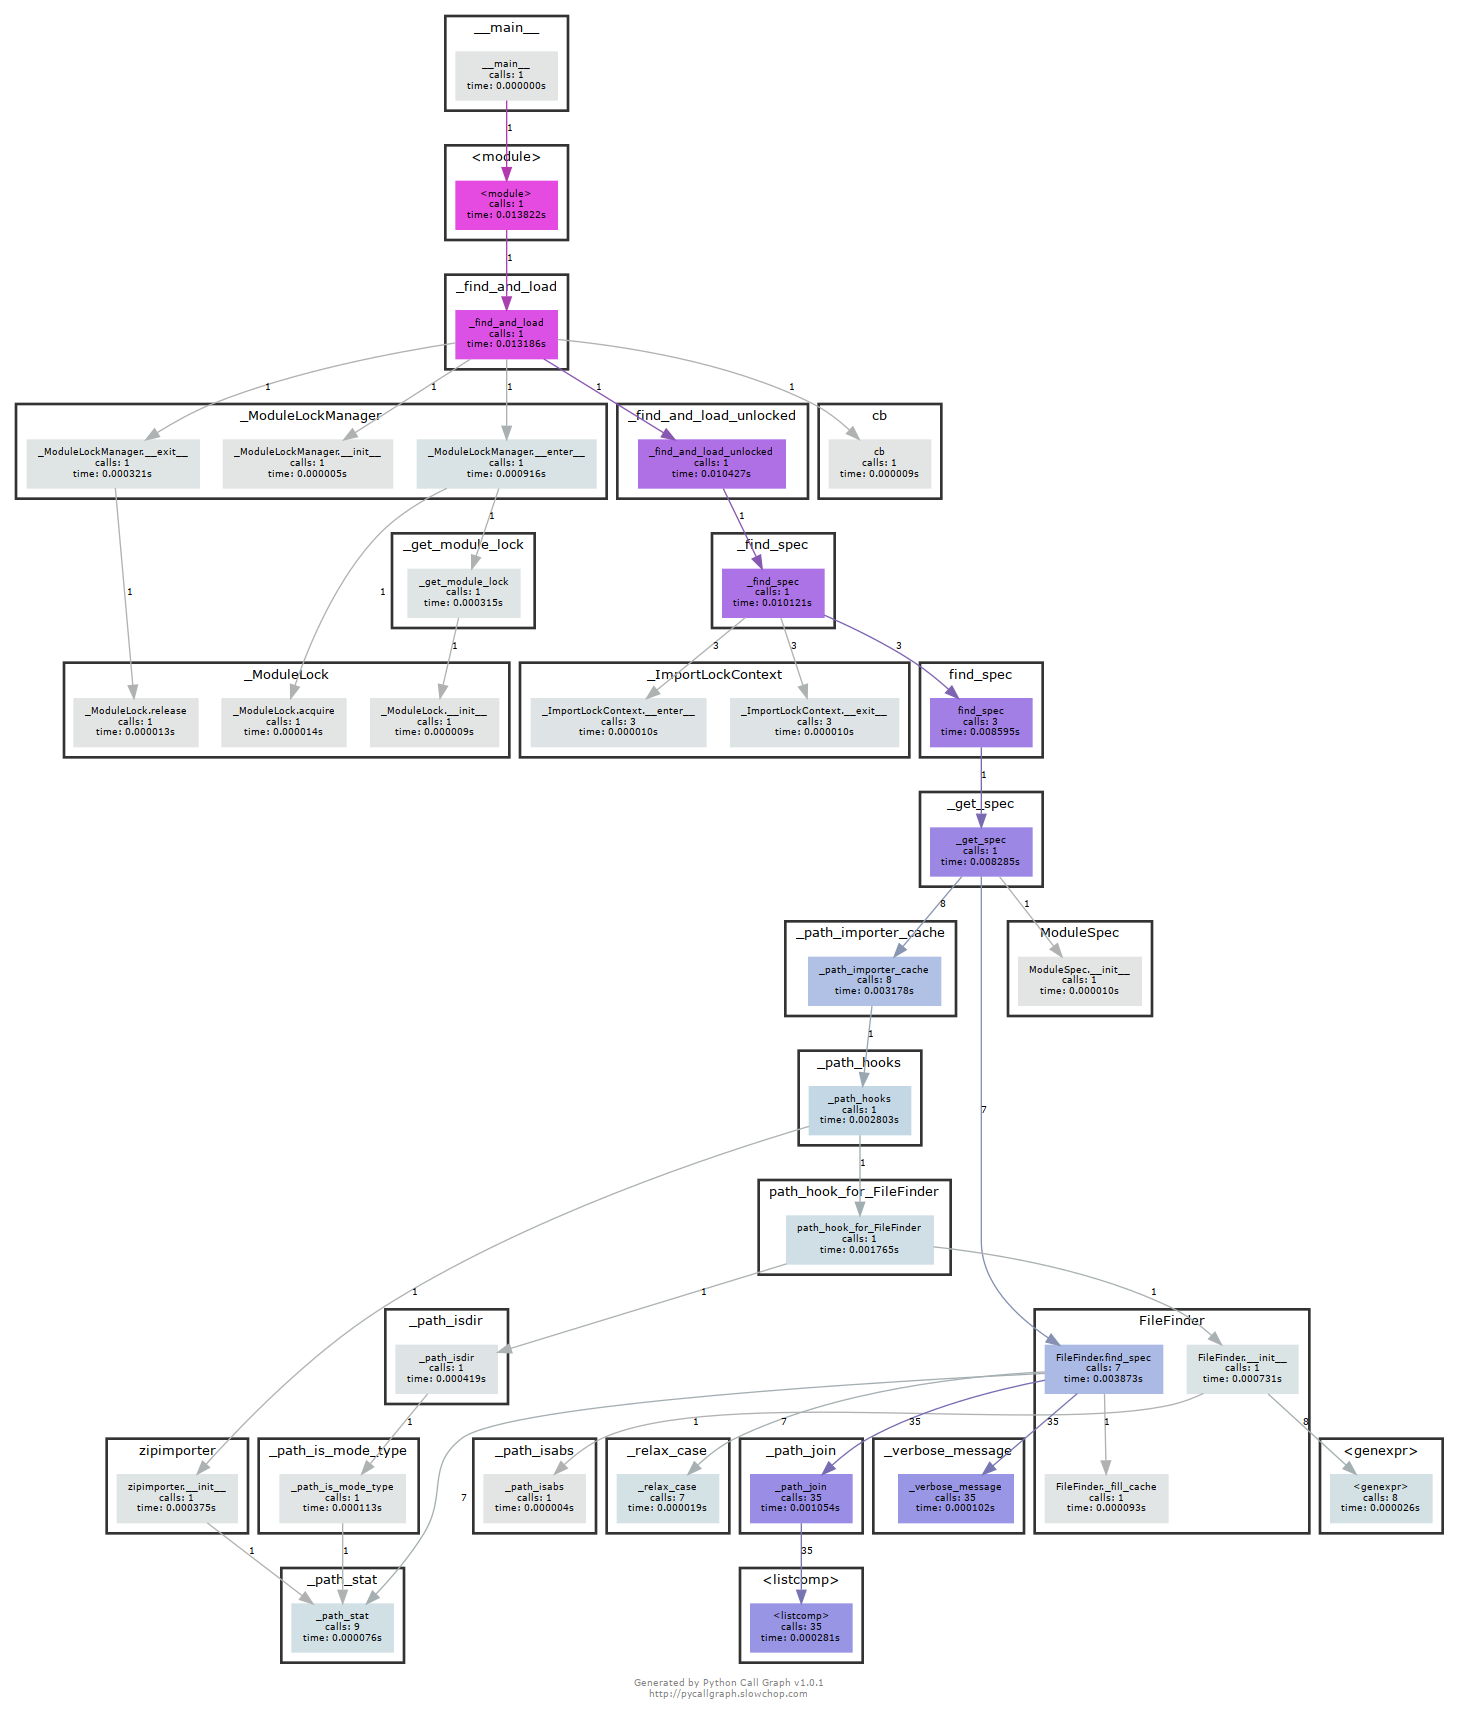 __main__
__main__
calls: 1
time: 0.000000s
1
<module>
<module>
calls: 1
time: 0.013822s
1
_find_and_load
_find_and_load
calls: 1
time: 0.013186s
1
1
1
1
1
_ModuleLockManager
_ModuleLockManager.__exit__
calls: 1
time: 0.000321s
_ModuleLockManager.__init__
calls: 1
time: 0.000005s
_ModuleLockManager.__enter__
calls: 1
time: 0.000916s
_find_and_load_unlocked
_find_and_load_unlocked
calls: 1
time: 0.010427s
cb
cb
calls: 1
time: 0.000009s
1
1
_get_module_lock
_get_module_lock
calls: 1
time: 0.000315s
_find_spec
_find_spec
calls: 1
time: 0.010121s
1
1
1
3
3
3
_ModuleLock
_ModuleLock.release
calls: 1
time: 0.000013s
_ModuleLock.acquire
calls: 1
time: 0.000014s
_ModuleLock.__init__
calls: 1
time: 0.000009s
_ImportLockContext
_ImportLockContext.__enter__
calls: 3
time: 0.000010s
_ImportLockContext.__exit__
calls: 3
time: 0.000010s
find_spec
find_spec
calls: 3
time: 0.008595s
1
_get_spec
_get_spec
calls: 1
time: 0.008285s
8
1
_path_importer_cache
_path_importer_cache
calls: 8
time: 0.003178s
ModuleSpec
ModuleSpec.__init__
calls: 1
time: 0.000010s
1
_path_hooks
_path_hooks
calls: 1
time: 0.002803s
7
1
path_hook_for_FileFinder
path_hook_for_FileFinder
calls: 1
time: 0.001765s
1
1
1
_path_isdir
_path_isdir
calls: 1
time: 0.000419s
FileFinder
FileFinder.find_spec
calls: 7
time: 0.003873s
FileFinder.__init__
calls: 1
time: 0.000731s
1
1
7
35
35
1
8
zipimporter
zipimporter.__init__
calls: 1
time: 0.000375s
_path_is_mode_type
_path_is_mode_type
calls: 1
time: 0.000113s
7
_path_isabs
_path_isabs
calls: 1
time: 0.000004s
_relax_case
_relax_case
calls: 7
time: 0.000019s
_path_join
_path_join
calls: 35
time: 0.001054s
_verbose_message
_verbose_message
calls: 35
time: 0.000102s
FileFinder._fill_cache
calls: 1
time: 0.000093s
<genexpr>
<genexpr>
calls: 8
time: 0.000026s
1
1
35
_path_stat
_path_stat
calls: 9
time: 0.000076s
<listcomp>
<listcomp>
calls: 35
time: 0.000281s
Generated by Python Call Graph v1.0.1
http://pycallgraph.slowchop.com